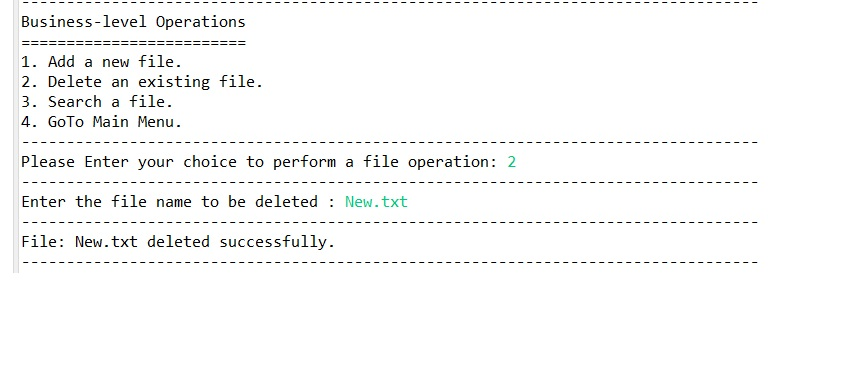 ----------------------------------------------------------------------------------
Business-level Operations
=========================
1. Add a new file.
2. Delete an existing file.
3. Search a file.
4. GoTo Main Menu.
----------------------------------------------------------------------------------
Please Enter your choice to perform a file operation: 2
----------------------------------------------------------------------------------
Enter the file name to be deleted : New.txt
----------------------------------------------------------------------------------
File: New.txt deleted successfully.
----------------------------------------------------------------------------------